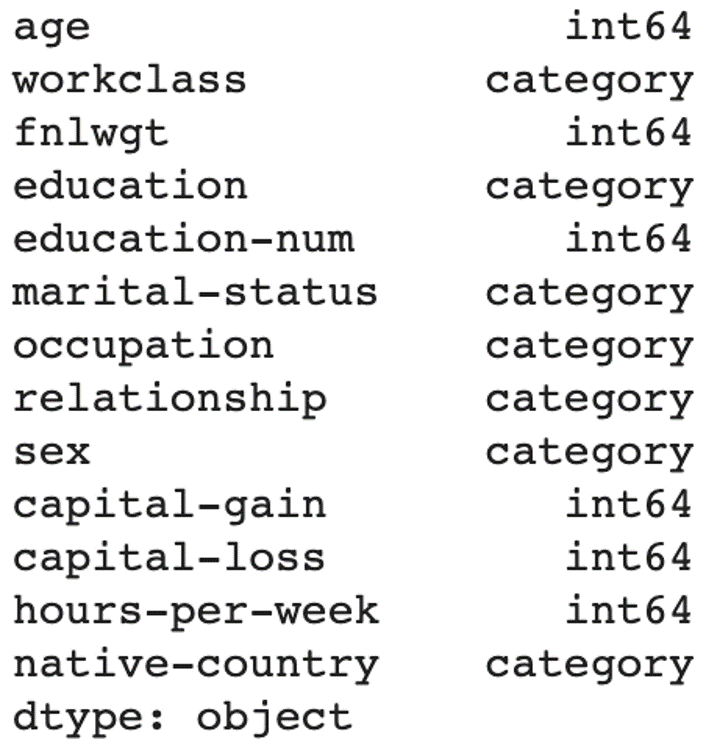 age int64
workclass category
fnlwgt int64
education category
education-num int64
marital-status category
occupation category
relationship category
sex category
capital-gain int64
capital-loss int64
hours-per-week int64
native-country category
dtype: object